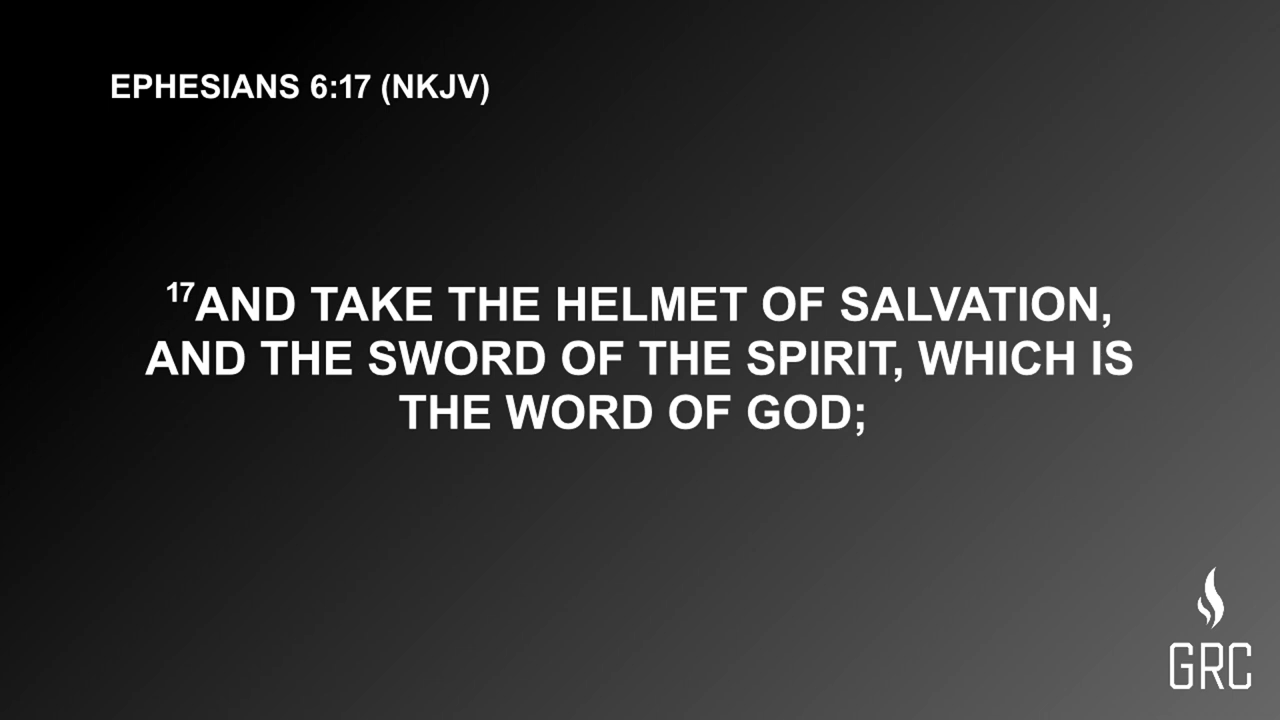 EPHESIANS 6:17 (NKJV)
17AND TAKE THE HELMET OF SALVATION,
AND THE SWORD OF THE SPIRIT, WHICH IS
THE WORD OF GOD;
GRC